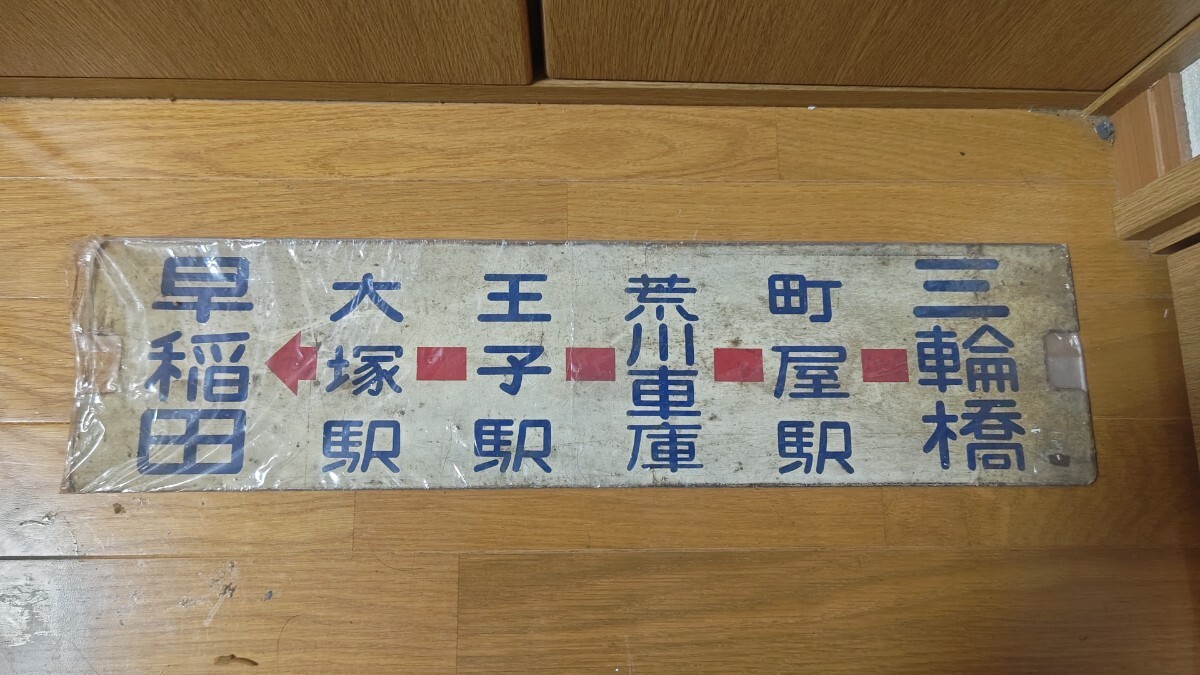 三輪橋
町屋駅
荒川車庫
王子駅
大塚駅
早稲田